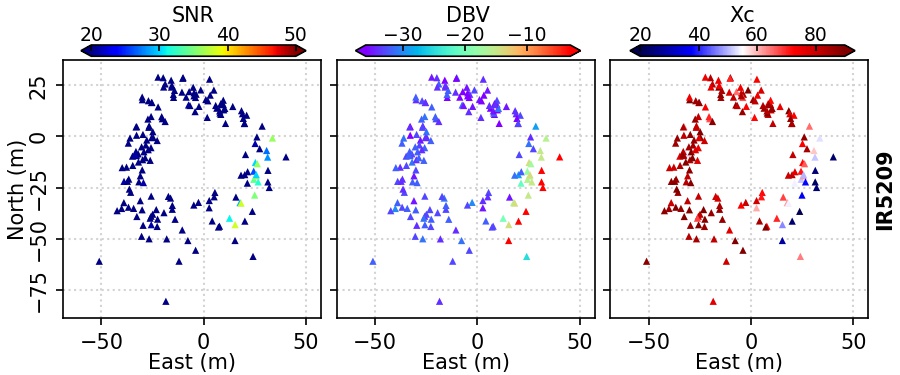 SNR DBV Xc
20 30 40 50 −30 −20 −10 20 40 60 80
25
0
−25
−50
−75
North (m)
−50 0 50 −50 0 50 −50 0 50
East (m) East (m) East (m)
IR5209